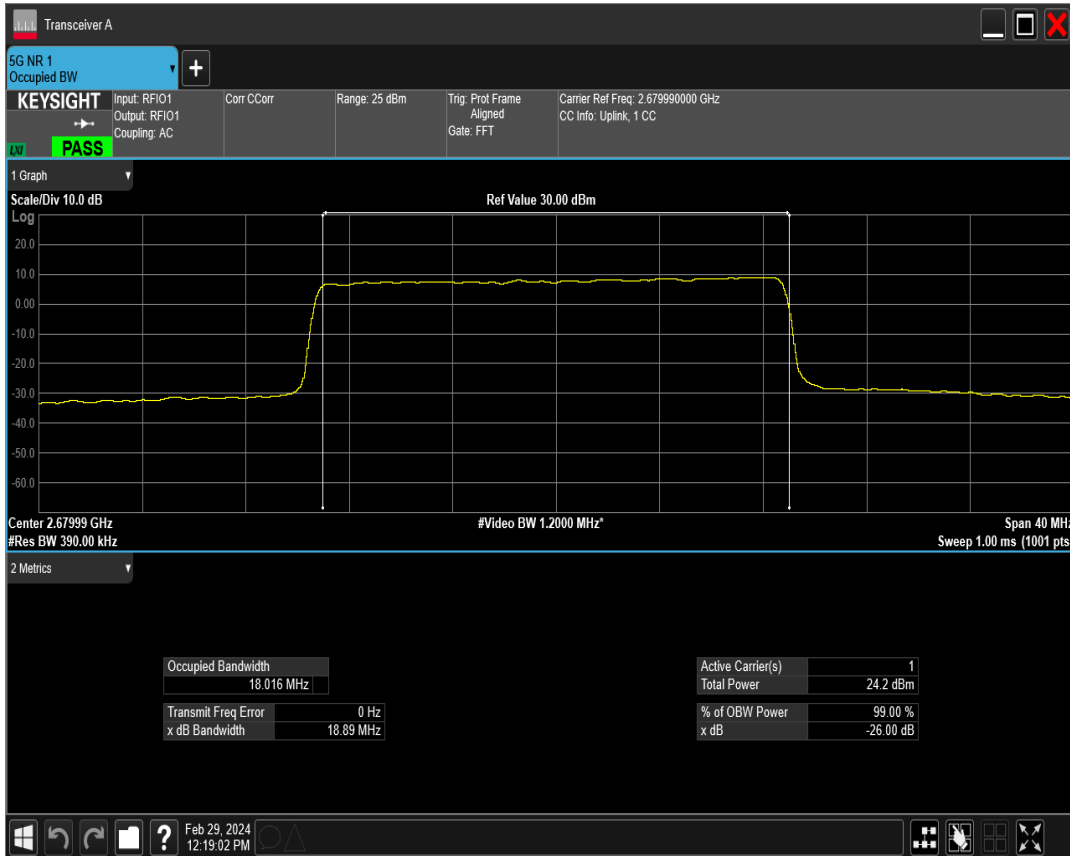 Transceiver A
5G NR 1
Occupied BW
KEYSIGHT
LXI
PASS
Input: RFIO1
Output: RFIO1
Coupling: AC
Corr CCorr
Range: 25 dBm
Trig: Prot Frame
Aligned
Gate: FFT
Carrier Ref Freq: 2.679990000 GHz
CC Info: Uplink, 1 CC
1 Graph
Scale/Div 10.0 dB
Ref Value 30.00 dBm
Log
20.0
10.0
0.00
-10.0
-20.0
-30.0
-40.0
-50.0
-60.0
Center 2.67999 GHz
#Video BW 1.2000 MHz*
Span 40 MHz
#Res BW 390.00 kHz
Sweep 1.00 ms (1001 pts
2 Metrics
Occupied Bandwidth
18.016 MHz
Transmit Freq Error 0 Hz
x dB Bandwidth 18.89 MHz
Active Carrier(s) 1
Total Power 24.2 dBm
% of OBW Power 99.00 %
x dB -26.00 dB
?
Feb 29, 2024
12:19:02 PM